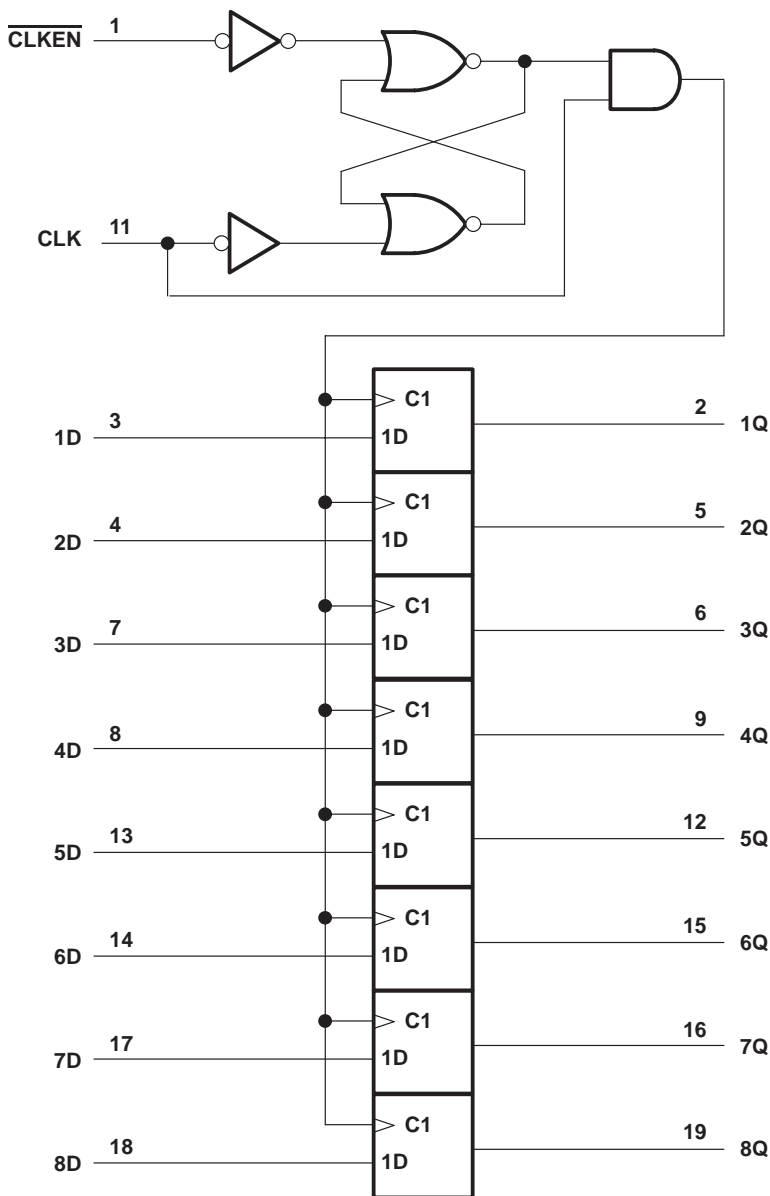 CLKEN 1
CLK 11
C1
1D 3 1D 2 1Q
C1
2D 4 1D 5 2Q
C1
3D 7 1D 6 3Q
C1
4D 8 1D 9 4Q
C1
5D 13 1D 12 5Q
C1
6D 14 1D 15 6Q
C1
7D 17 1D 16 7Q
C1
8D 18 1D 19 8Q